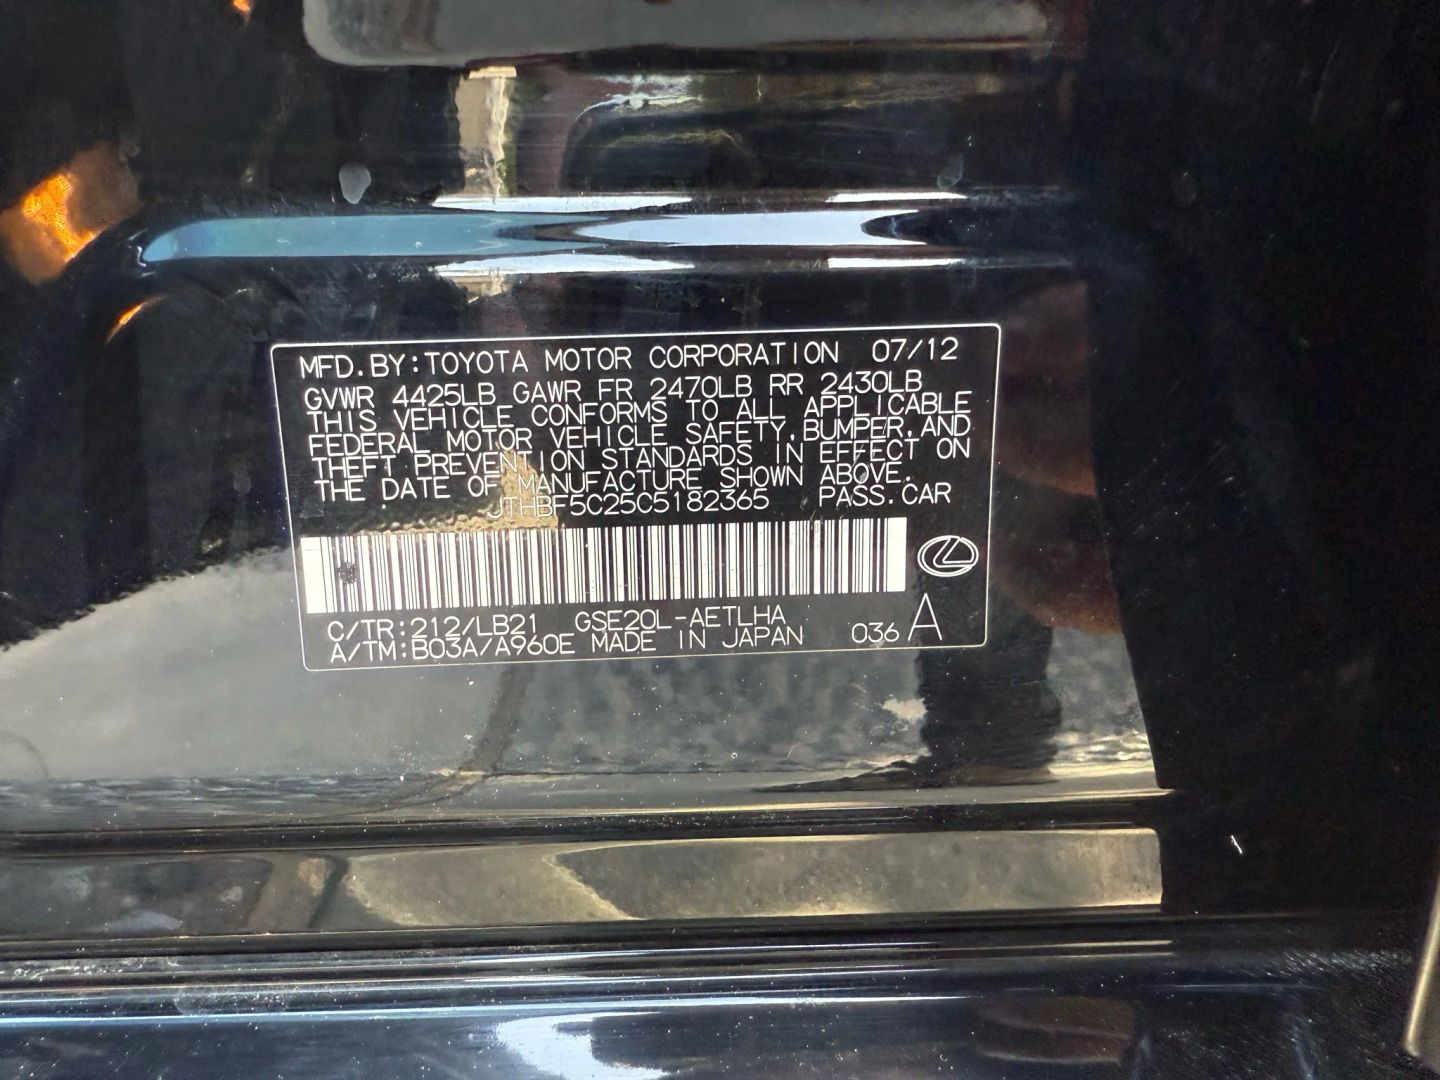 MFD. BY: TOYOTA MOTOR CORPORATION 07/12
GVWR 4425LB GAWR FR 2470LB RR 2430LB
THIS VEHICLE CONFORMS TO ALL APPLICABLE
FEDERAL MOTOR VEHICLE SAFETY, BUMPER, AND
THEFT PREVENTION STANDARDS IN EFFECT ON
THE DATE OF MANUFACTURE SHOWN ABOVE.
JTHBF5C25C5182365 PASS. CAR
C/TR: 212/LB21 GSE20L-AETLHA
A/TM: B03A/A960E MADE IN JAPAN 036 A